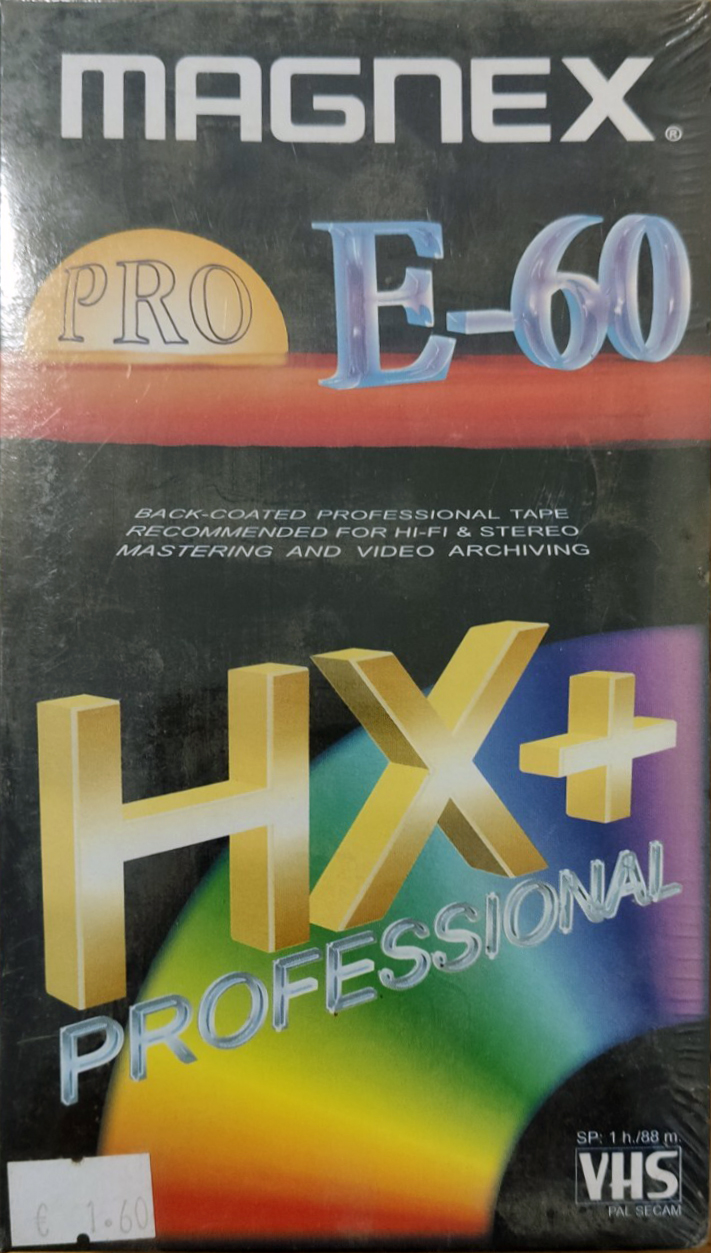 MAGNEX®
PRO
E-60
BACK-COATED PROFESSIONAL TAPE
RECOMMENDED FOR HI-FI & STEREO
MASTERING AND VIDEO ARCHIVING
HX+
PROFESSIONAL
SP: 1 h./88 m.
VHS
PAL SECAM
€ 1.60